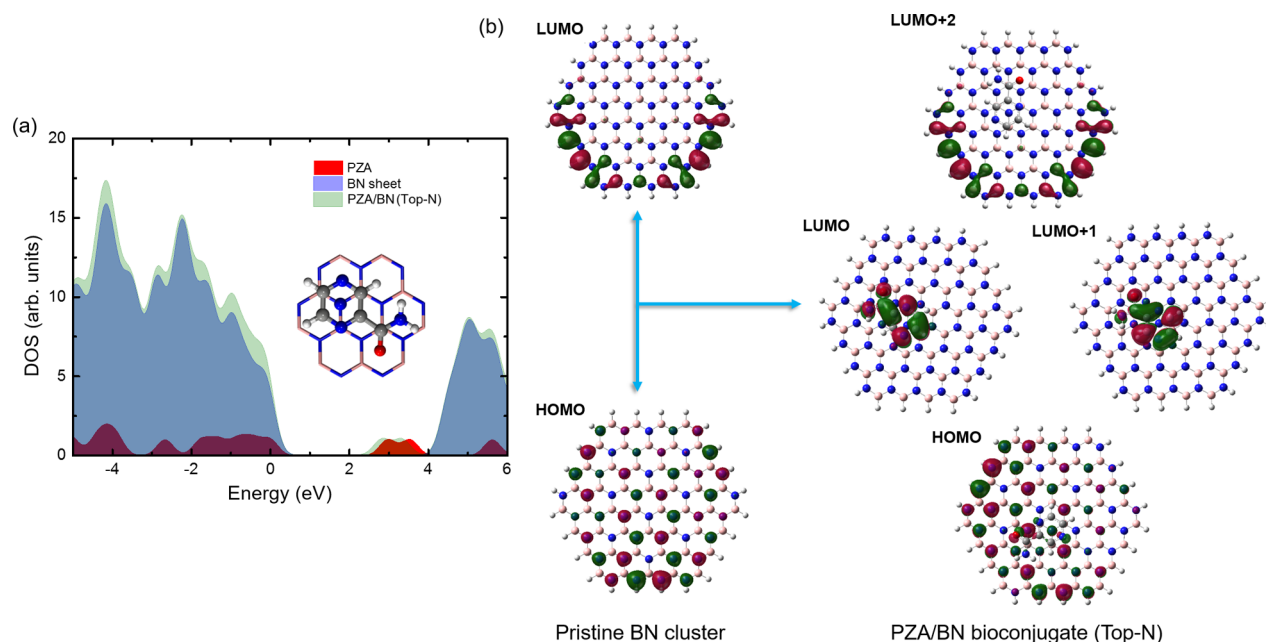 (b)
LUMO
LUMO+2
(a)
20
15
10
5
0
DOS (arb. units)
PZA
BN sheet
PZA/BN (Top-N)
-4
-2
0
2
4
6
Energy (eV)
LUMO
LUMO+1
HOMO
HOMO
Pristine BN cluster
PZA/BN bioconjugate (Top-N)